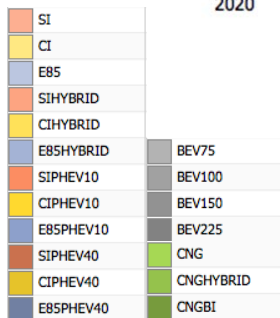 2020
SI
CI
E85
SIHYBRID
CIHYBRID
E85HYBRID
SIPHEV10
CIPHEV10
E85PHEV10
SIPHEV40
CIPHEV40
E85PHEV40
BEV75
BEV100
BEV150
BEV225
CNG
CNGHYBRID
CNGBI